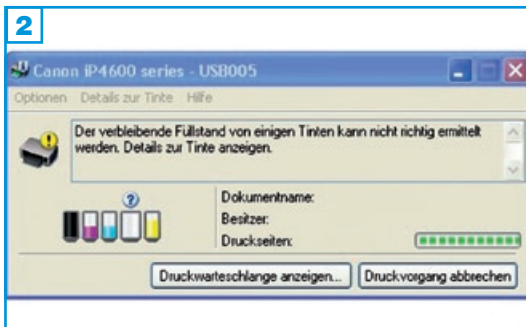 2
Canon iP4600 series - USB005
Optionen Details zur Tinte Hilfe
Der verbleibende Füllstand von einigen Tinten kann nicht richtig ermittelt
werden. Details zur Tinte anzeigen.
?
Dokumentname:
Besitzer:
Druckseiten:
Druckwarteschlange anzeigen... Druckvorgang abbrechen